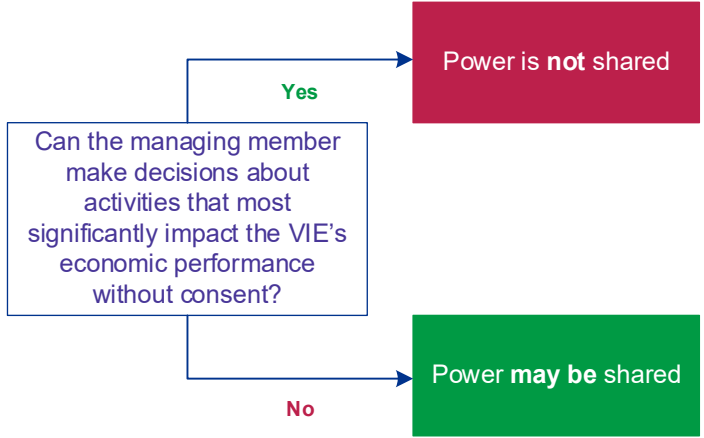 Power is not shared
Yes
Can the managing member
make decisions about
activities that most
significantly impact the VIE’s
economic performance
without consent?
Power may be shared
No